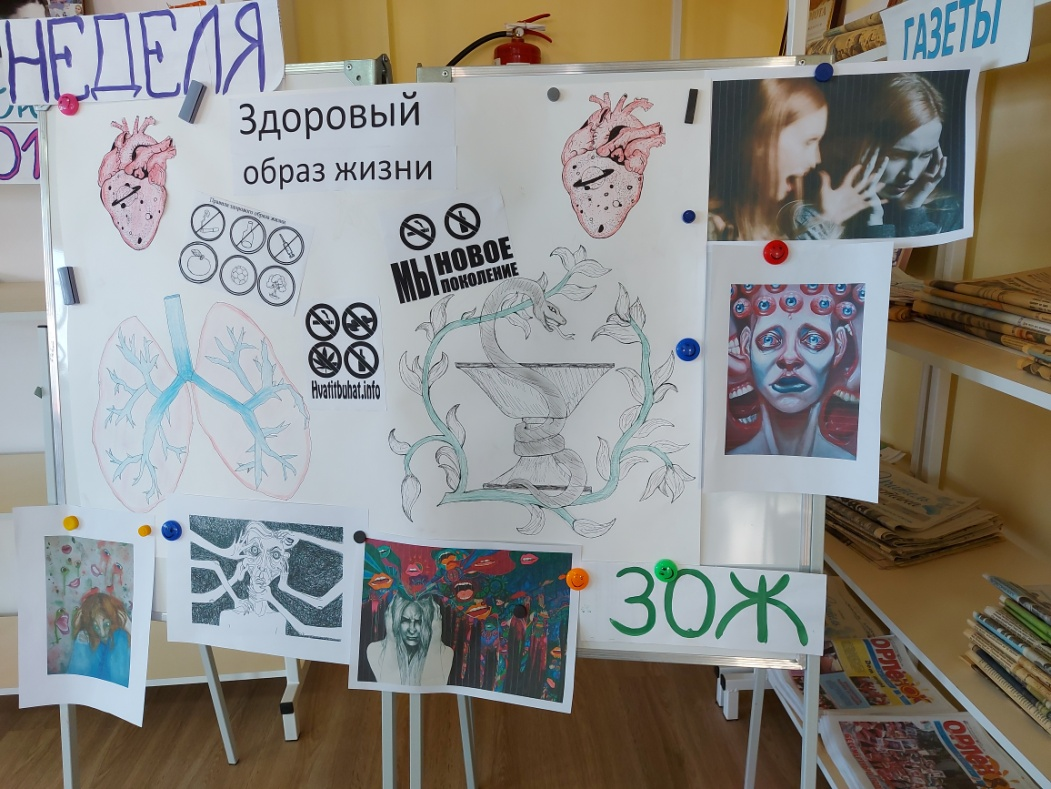 НЕДЕЛЯ
ГАЗЕТЫ
Здоровый
образ жизни
МЫ НОВОЕ
ПОКОЛЕНИЕ
Hvatitbuhat.info
ЗОЖ